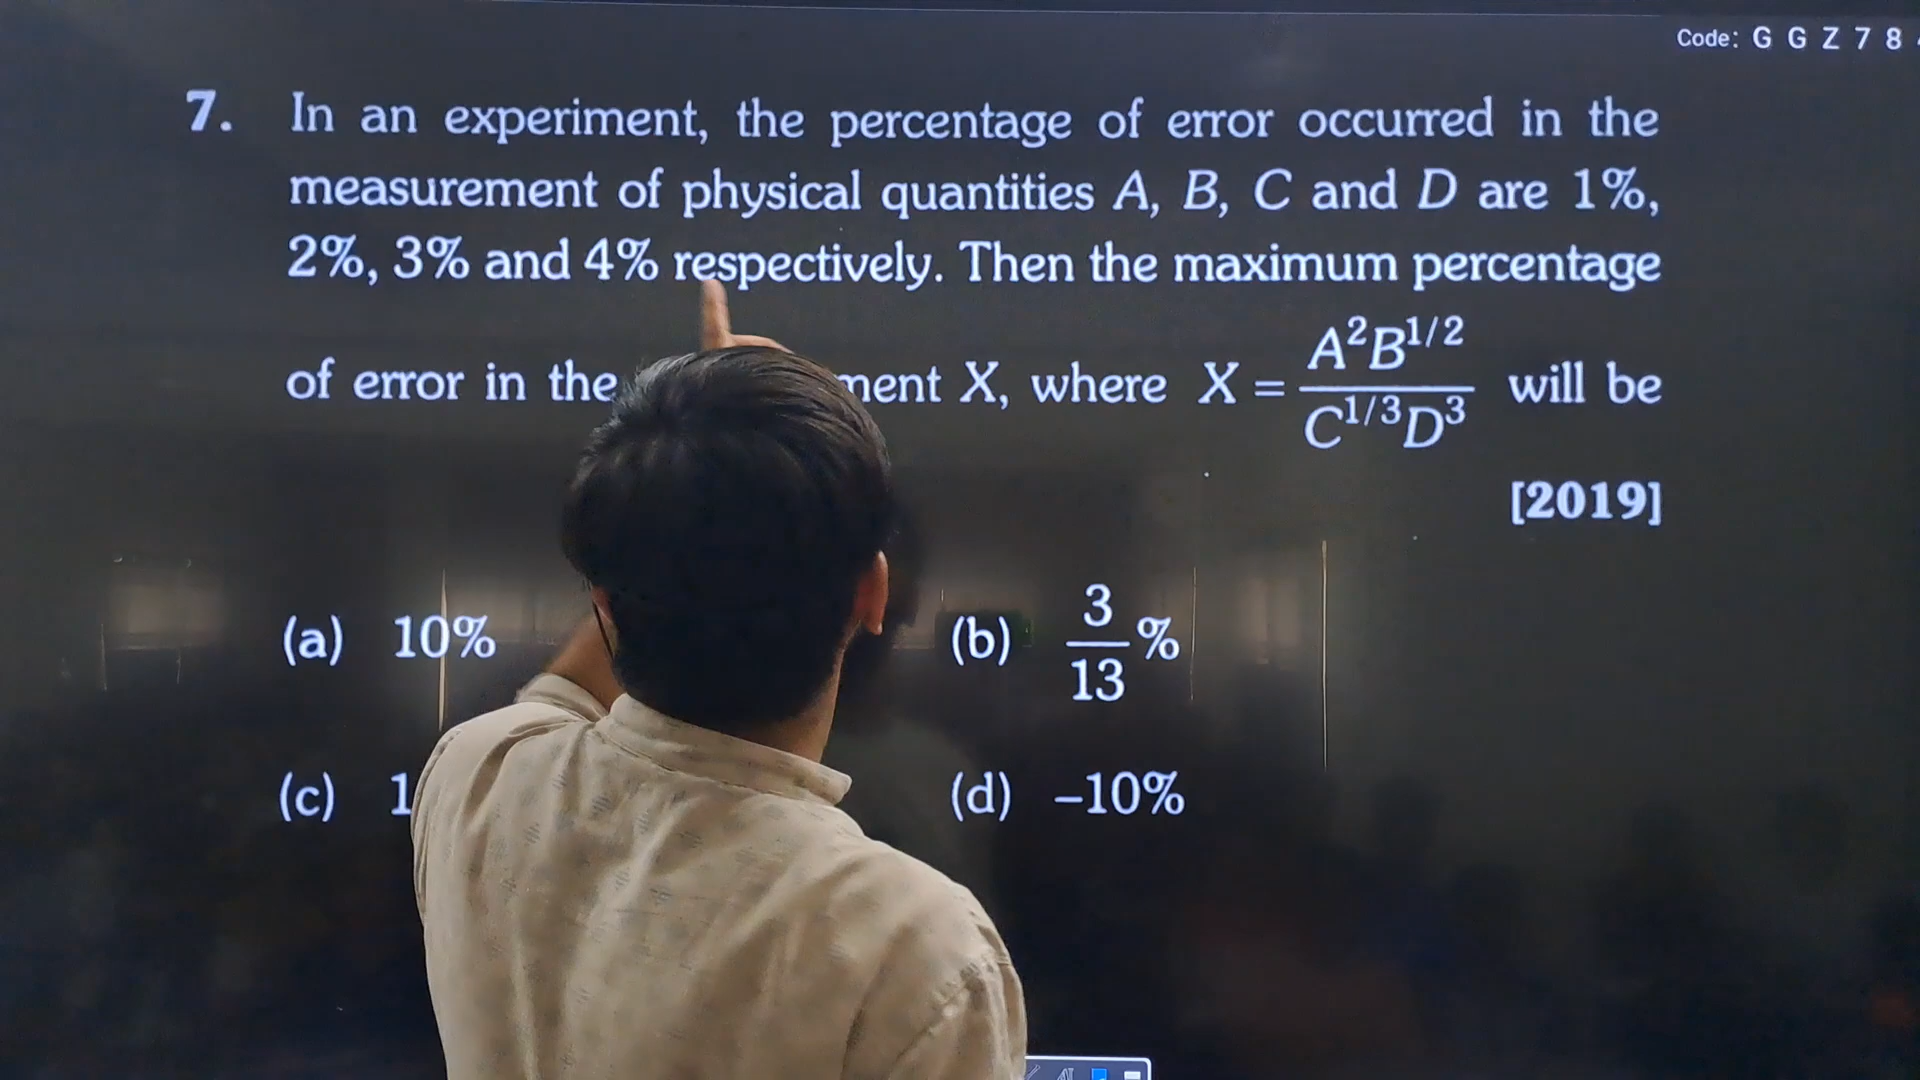 Code: G G Z 7 8
7. In an experiment, the percentage of error occurred in the
measurement of physical quantities A, B, C and D are 1%,
2%, 3% and 4% respectively. Then the maximum percentage
of error in the ment X, where X = A²B^1/2 / C^1/3D³ will be
[2019]
(a) 10% (b) 3/13 %
(c) 1 (d) –10%